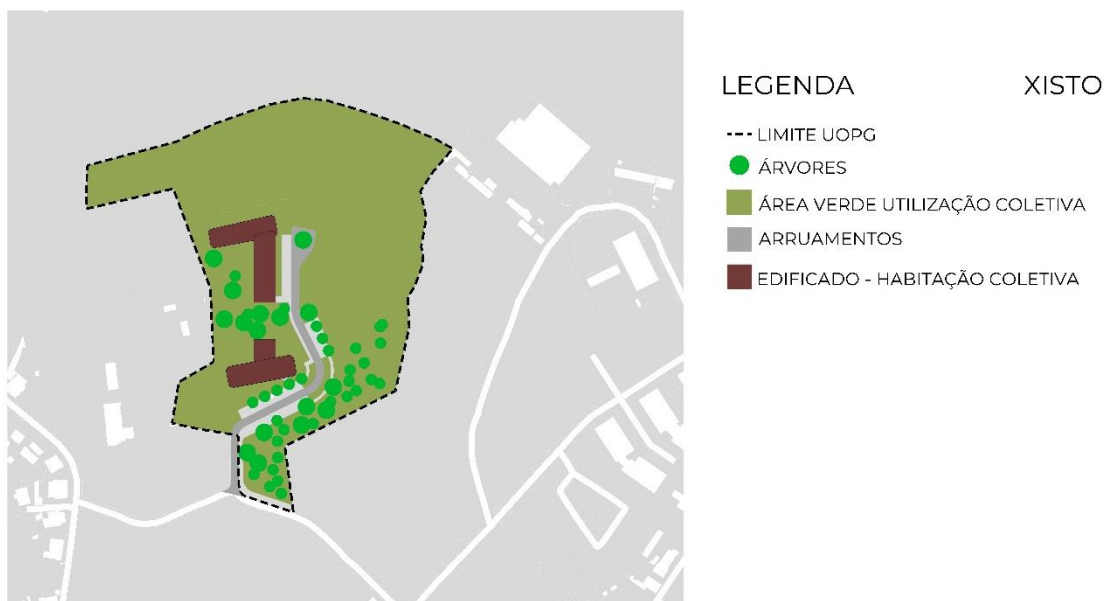 LEGENDA XISTO
LIMITE UOPG
ÁRVORES
ÁREA VERDE UTILIZAÇÃO COLETIVA
ARRUAMENTOS
EDIFICADO - HABITAÇÃO COLETIVA